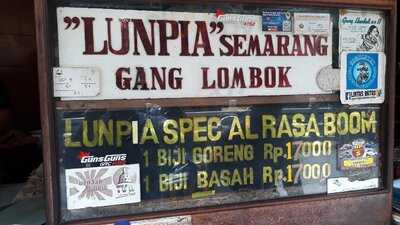 "LUNPIA" SEMARANG
GANG LOMBOK
LUNPIA SPEC AL RASA BOOM
GunsGuns
1 BIJI GORENG Rp.17000
1 BIJI BASAH Rp.17000